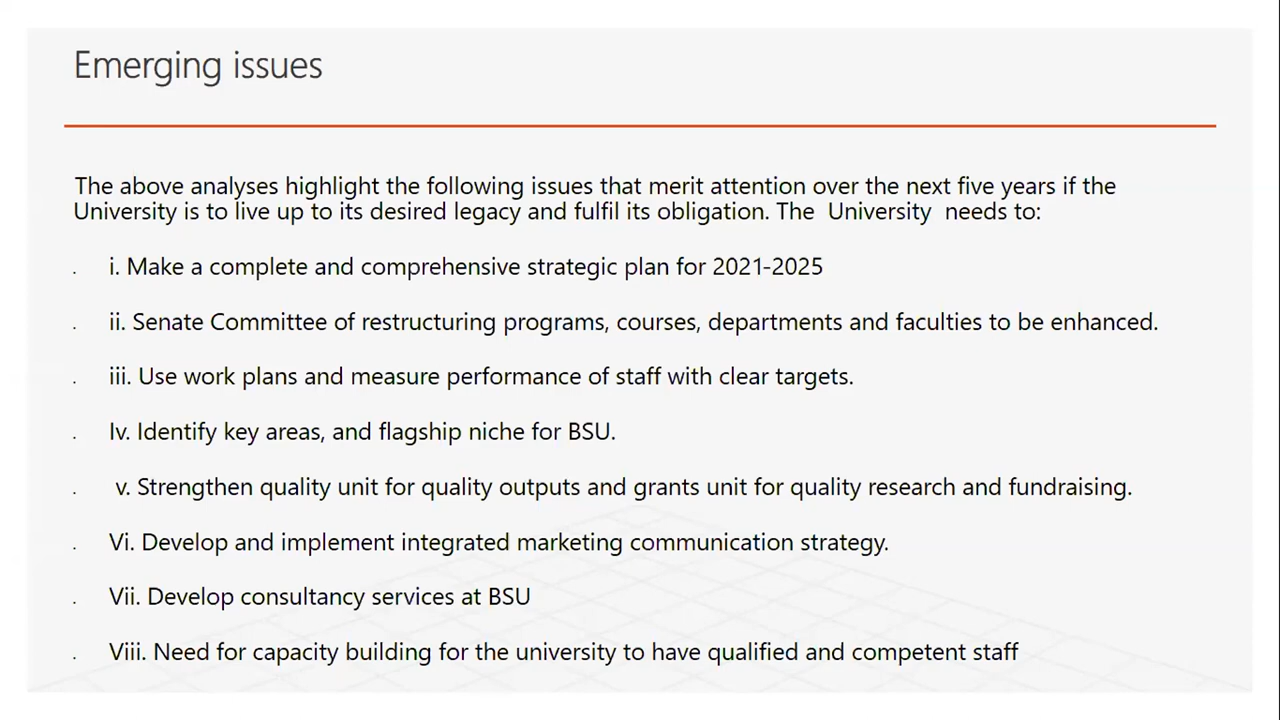 Emerging issues
The above analyses highlight the following issues that merit attention over the next five years if the
University is to live up to its desired legacy and fulfil its obligation. The  University  needs to:
. i. Make a complete and comprehensive strategic plan for 2021-2025
. ii. Senate Committee of restructuring programs, courses, departments and faculties to be enhanced.
. iii. Use work plans and measure performance of staff with clear targets.
. Iv. Identify key areas, and flagship niche for BSU.
. v. Strengthen quality unit for quality outputs and grants unit for quality research and fundraising.
. Vi. Develop and implement integrated marketing communication strategy.
. Vii. Develop consultancy services at BSU
. Viii. Need for capacity building for the university to have qualified and competent staff